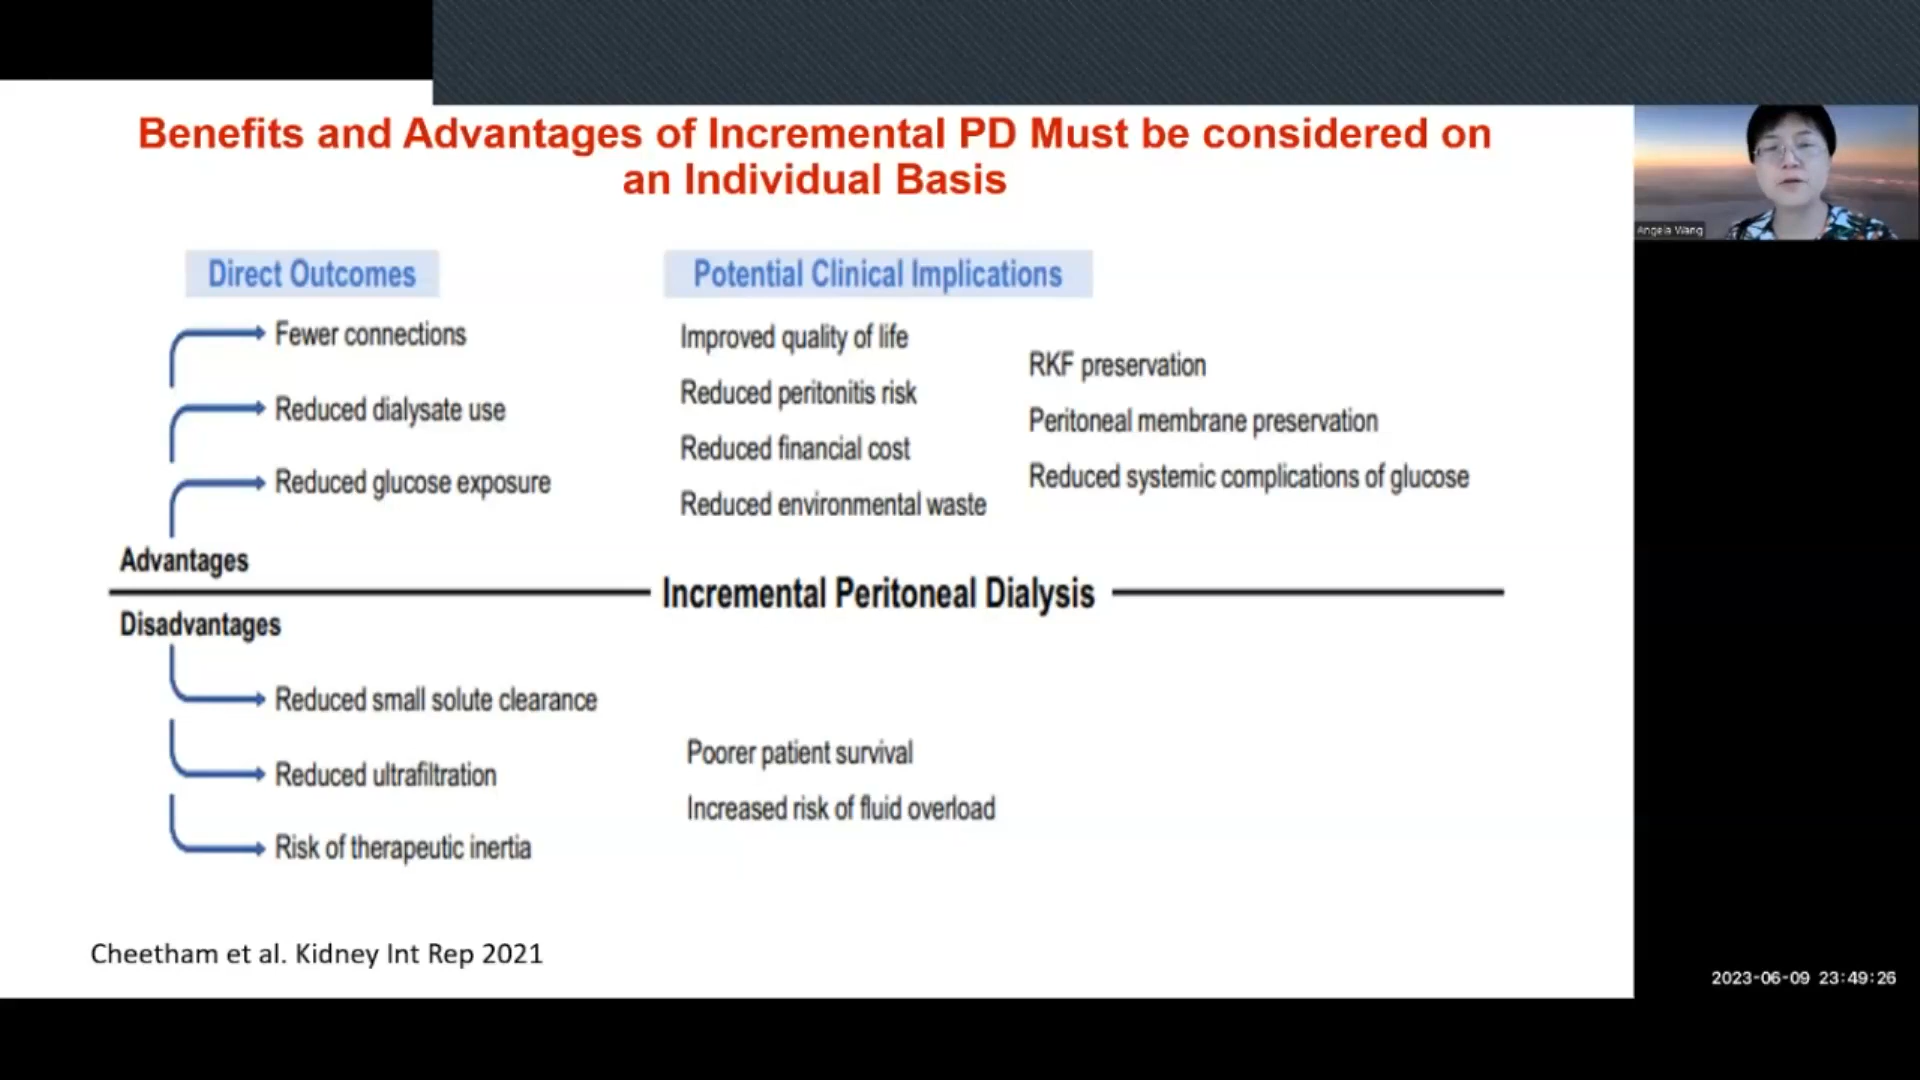 Benefits and Advantages of Incremental PD Must be considered on
an Individual Basis
Angela Wang
Direct Outcomes
Potential Clinical Implications
Fewer connections
Reduced dialysate use
Reduced glucose exposure
Improved quality of life
Reduced peritonitis risk
Reduced financial cost
Reduced environmental waste
RKF preservation
Peritoneal membrane preservation
Reduced systemic complications of glucose
Advantages
Incremental Peritoneal Dialysis
Disadvantages
Reduced small solute clearance
Reduced ultrafiltration
Risk of therapeutic inertia
Poorer patient survival
Increased risk of fluid overload
Cheetham et al. Kidney Int Rep 2021
2023-06-09 23:49:26